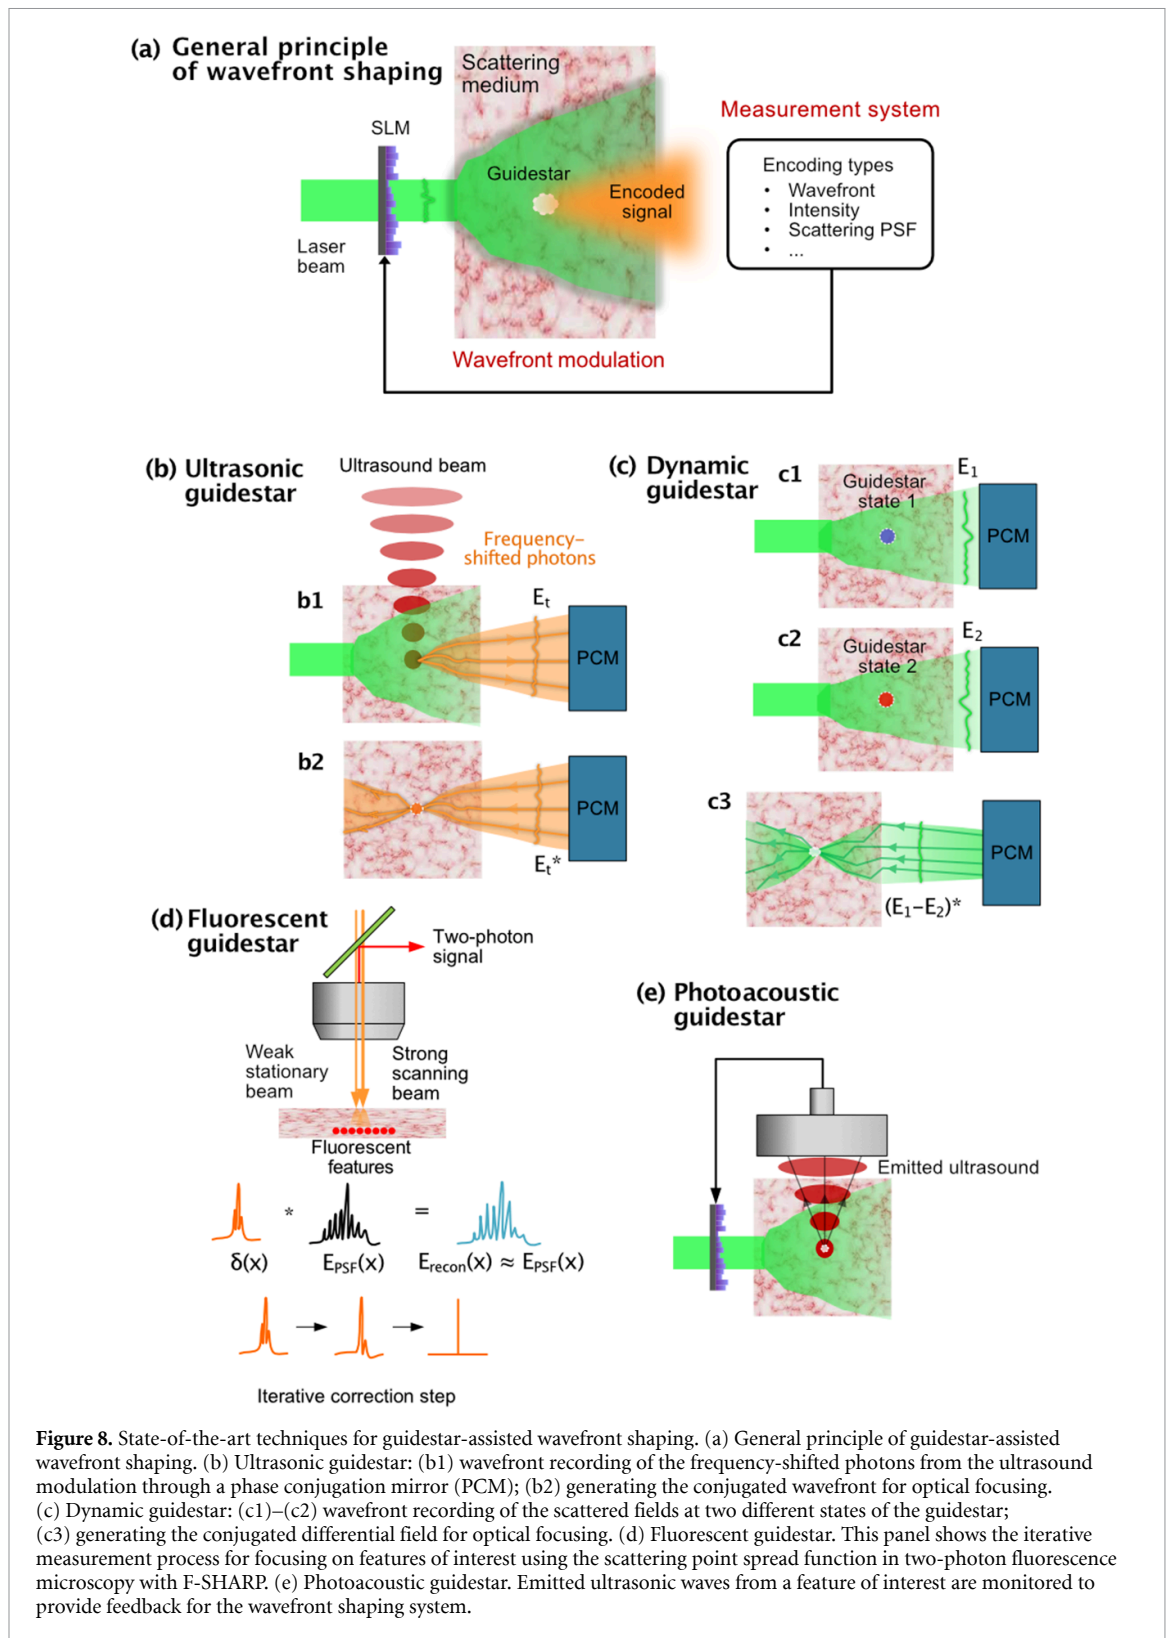 (a) General principle
of wavefront shaping
Scattering
medium
Measurement system
SLM
Encoding types
• Wavefront
• Intensity
• Scattering PSF
• ...
Guidestar
Encoded
signal
Laser
beam
Wavefront modulation
(b) Ultrasonic
guidestar
Ultrasound beam
Frequency–
shifted photons
b1
Et
PCM
b2
PCM
Et*
(c) Dynamic
guidestar
c1
Guidestar
state 1
E1
PCM
c2
Guidestar
state 2
E2
PCM
c3
PCM
(E1–E2)*
(d) Fluorescent
guidestar
Two-photon
signal
Weak
stationary
beam
Strong
scanning
beam
Fluorescent
features
* =
δ(x) EPSF(x) Erecon(x) ≈ EPSF(x)
Iterative correction step
(e) Photoacoustic
guidestar
Emitted ultrasound
Figure 8. State-of-the-art techniques for guidestar-assisted wavefront shaping. (a) General principle of guidestar-assisted
wavefront shaping. (b) Ultrasonic guidestar: (b1) wavefront recording of the frequency-shifted photons from the ultrasound
modulation through a phase conjugation mirror (PCM); (b2) generating the conjugated wavefront for optical focusing.
(c) Dynamic guidestar: (c1)–(c2) wavefront recording of the scattered fields at two different states of the guidestar;
(c3) generating the conjugated differential field for optical focusing. (d) Fluorescent guidestar. This panel shows the iterative
measurement process for focusing on features of interest using the scattering point spread function in two-photon fluorescence
microscopy with F-SHARP. (e) Photoacoustic guidestar. Emitted ultrasonic waves from a feature of interest are monitored to
provide feedback for the wavefront shaping system.